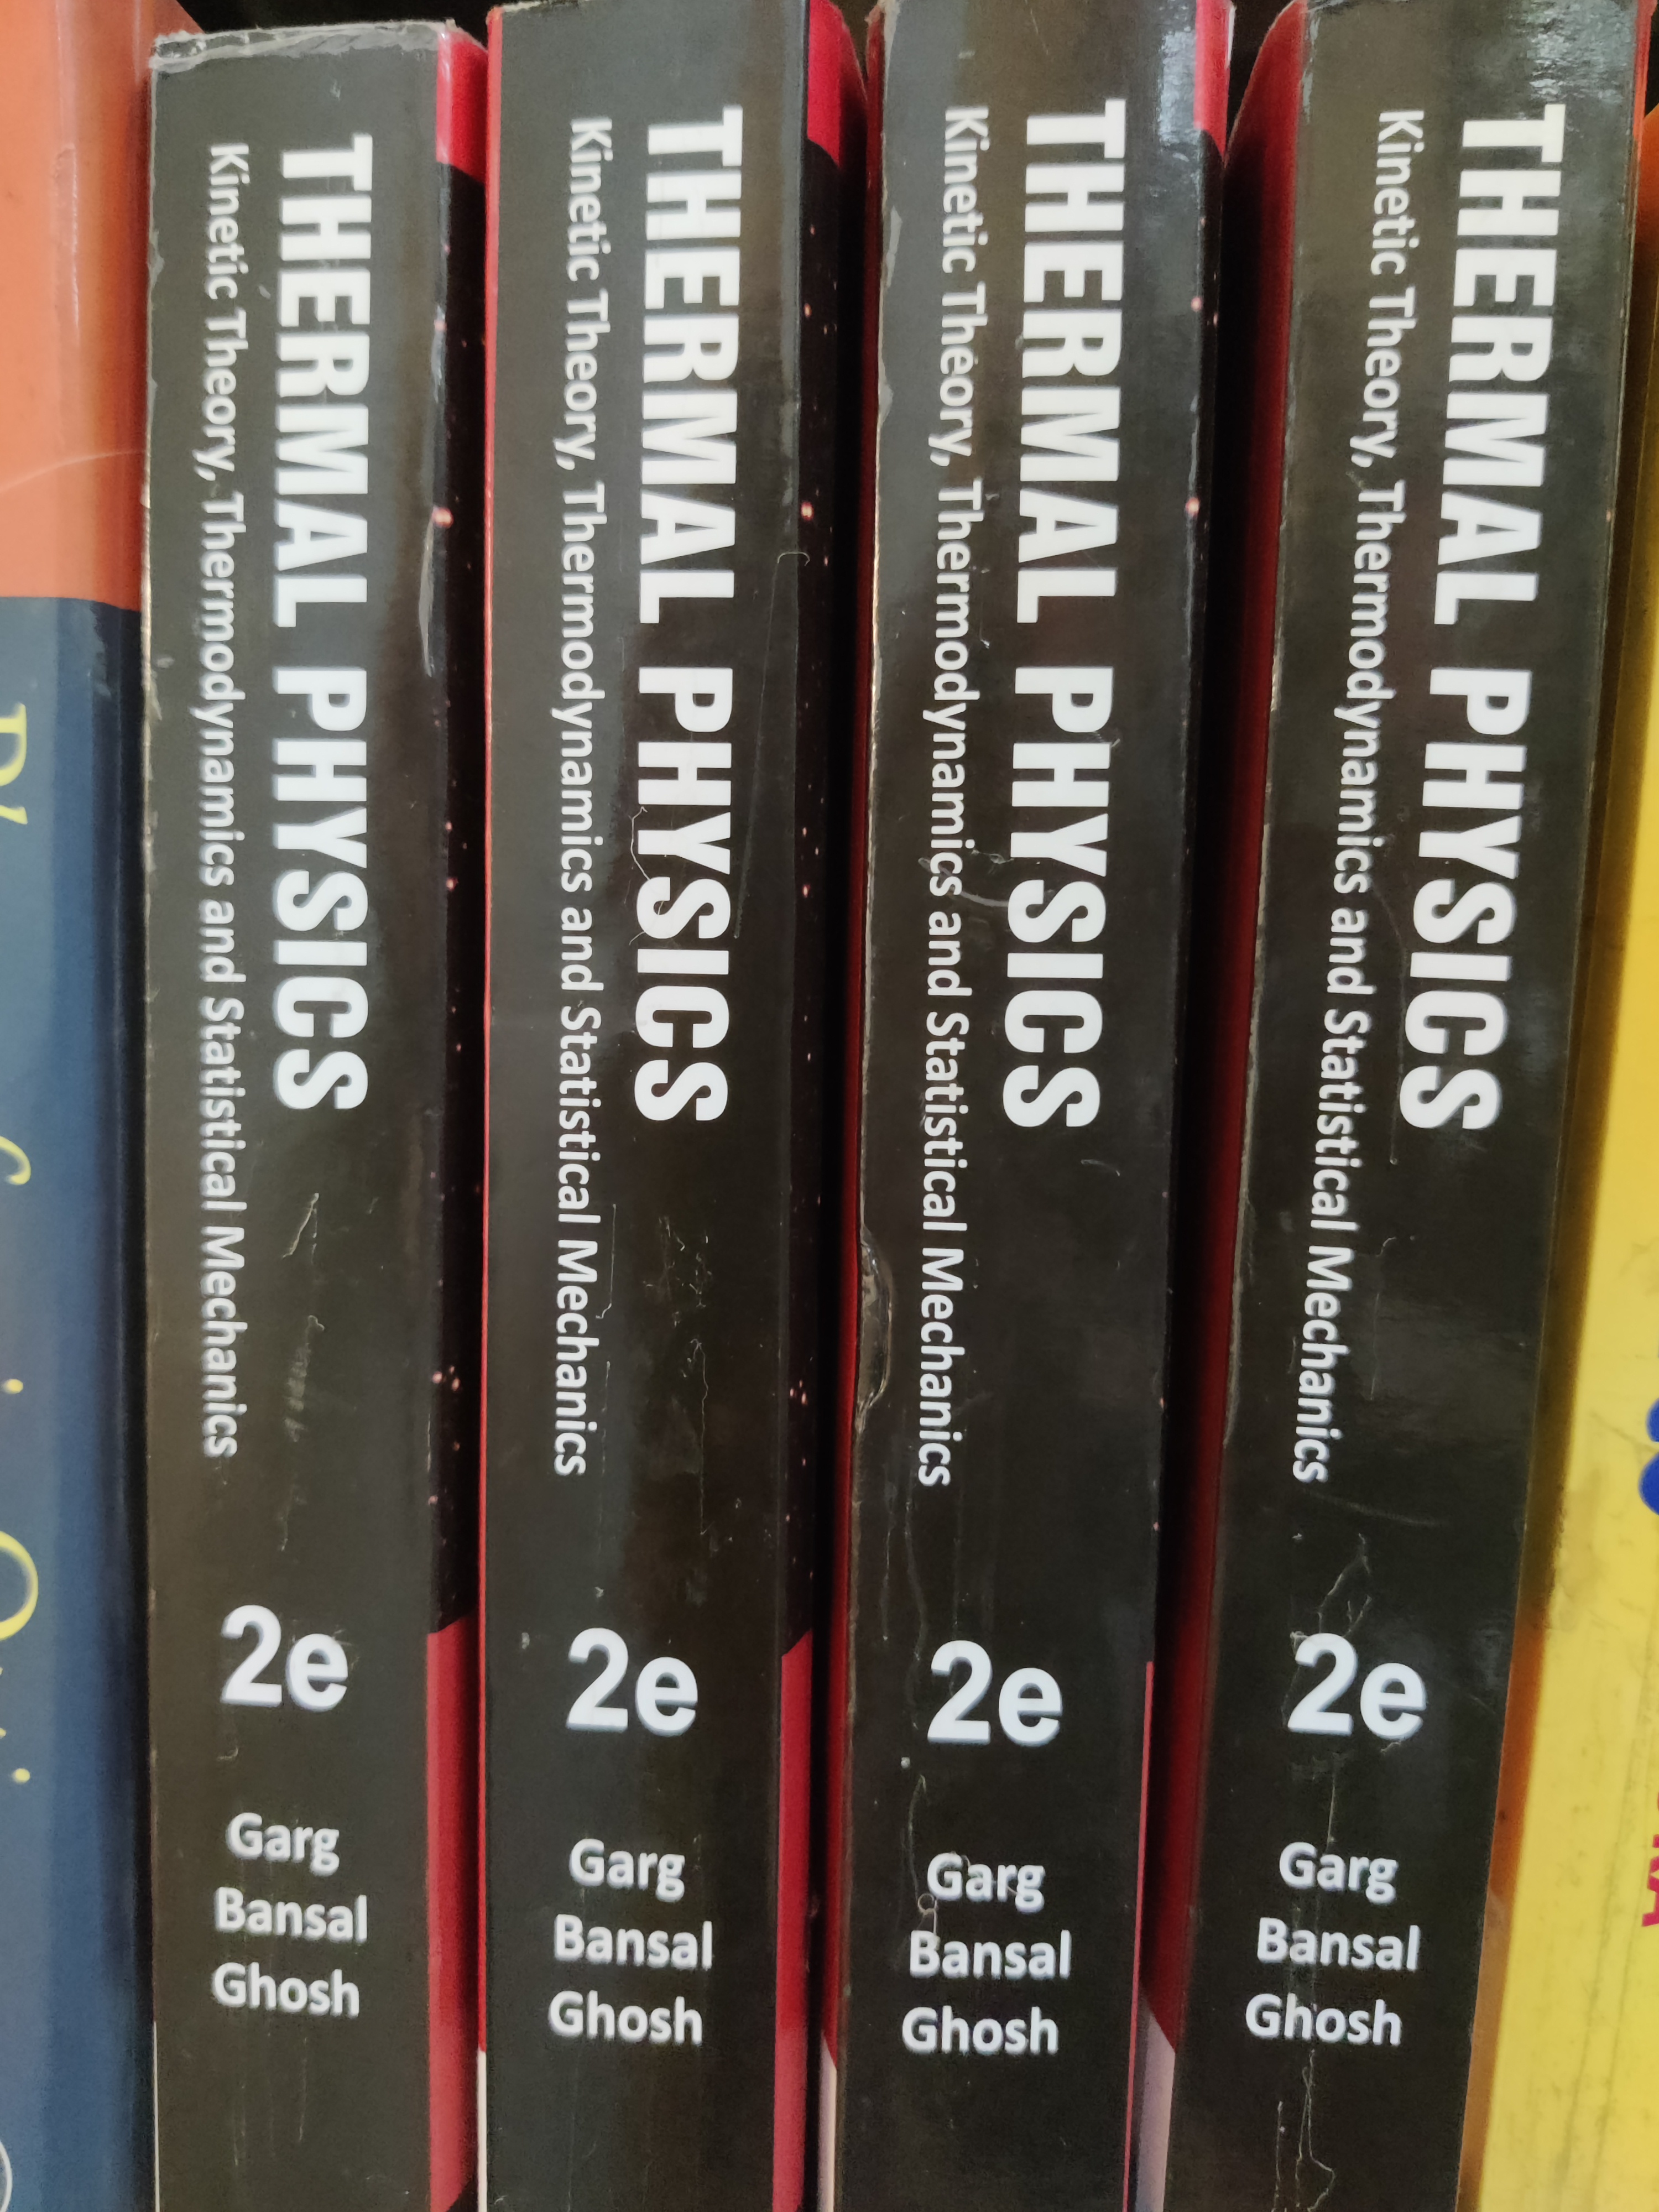 THERMAL PHYSICS
Kinetic Theory, Thermodynamics and Statistical Mechanics
2e
Garg
Bansal
Ghosh
THERMAL PHYSICS
Kinetic Theory, Thermodynamics and Statistical Mechanics
2e
Garg
Bansal
Ghosh
THERMAL PHYSICS
Kinetic Theory, Thermodynamics and Statistical Mechanics
2e
Garg
Bansal
Ghosh
THERMAL PHYSICS
Kinetic Theory, Thermodynamics and Statistical Mechanics
2e
Garg
Bansal
Ghosh